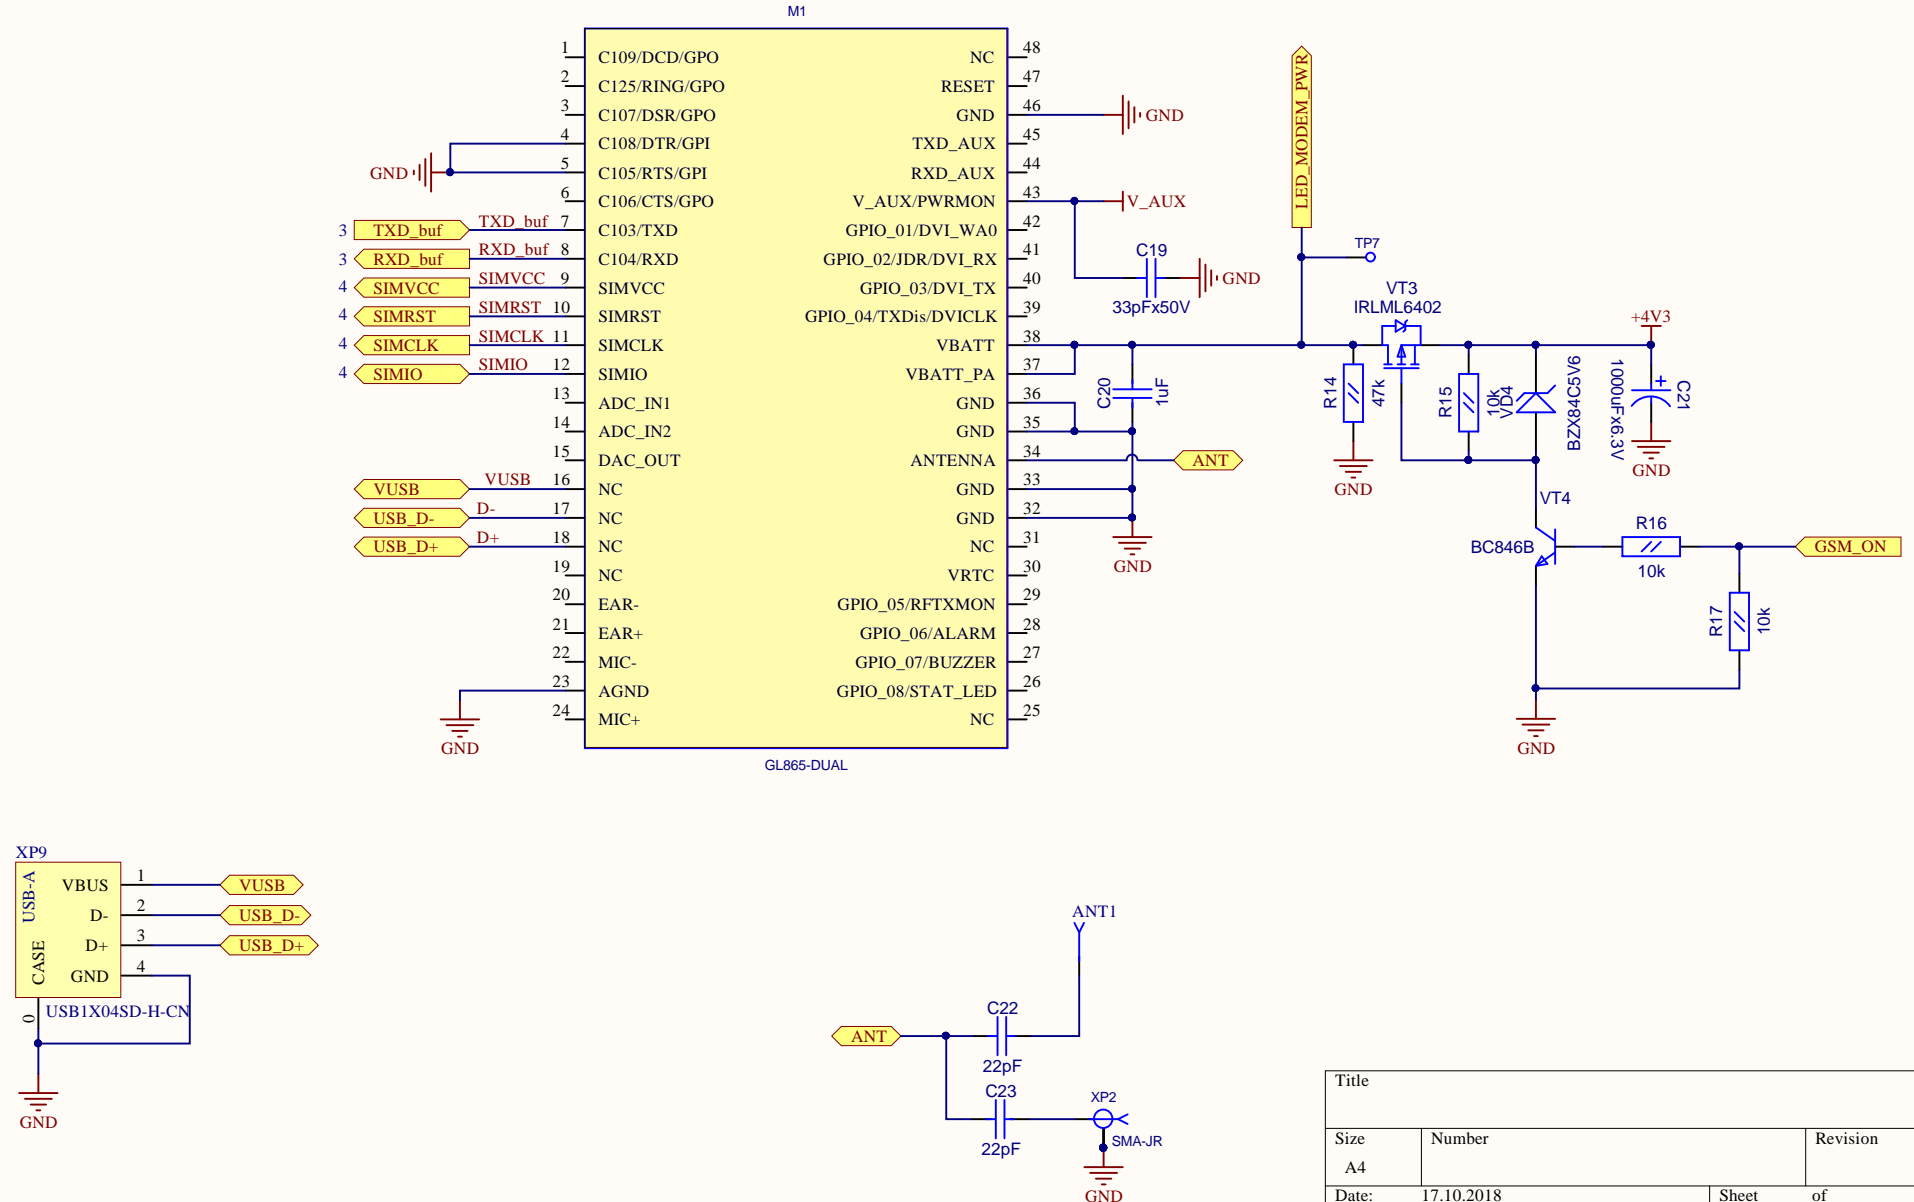 M1
1 C109/DCD/GPO NC 48
2 C125/RING/GPO RESET 47
3 C107/DSR/GPO GND 46 GND
4 C108/DTR/GPI TXD_AUX 45
GND 5 C105/RTS/GPI RXD_AUX 44
6 C106/CTS/GPO V_AUX/PWRMON 43 V_AUX
3 TXD_buf TXD_buf 7 C103/TXD GPIO_01/DVI_WA0 42
3 RXD_buf RXD_buf 8 C104/RXD GPIO_02/JDR/DVI_RX 41
4 SIMVCC SIMVCC 9 SIMVCC GPIO_03/DVI_TX 40
4 SIMRST SIMRST 10 SIMRST GPIO_04/TXDis/DVICLK 39
4 SIMCLK SIMCLK 11 SIMCLK VBATT 38
4 SIMIO SIMIO 12 SIMIO VBATT_PA 37
13 ADC_IN1 GND 36
14 ADC_IN2 GND 35
15 DAC_OUT ANTENNA 34 ANT
VUSB VUSB 16 NC GND 33
USB_D- D- 17 NC GND 32
USB_D+ D+ 18 NC NC 31
19 NC VRTC 30
20 EAR- GPIO_05/RFTXMON 29
21 EAR+ GPIO_06/ALARM 28
22 MIC- GPIO_07/BUZZER 27
23 AGND GPIO_08/STAT_LED 26
24 MIC+ NC 25
GND
GL865-DUAL
C19
33pFx50V
GND
C20
1uF
GND
LED_MODEM_PWR
TP7
VT3
IRLML6402
R14
47k
GND
R15
10k
VD4
BZX84C5V6
+4V3
1000uFx6.3V
C21
GND
VT4
BC846B
R16
10k
GSM_ON
R17
10k
GND
XP9
USB-A
CASE
VBUS 1 VUSB
D- 2 USB_D-
D+ 3 USB_D+
GND 4
0
USB1X04SD-H-CN
GND
ANT1
ANT
C22
22pF
C23
22pF
XP2
SMA-JR
GND
Title
Size Number Revision
A4
Date: 17.10.2018 Sheet of